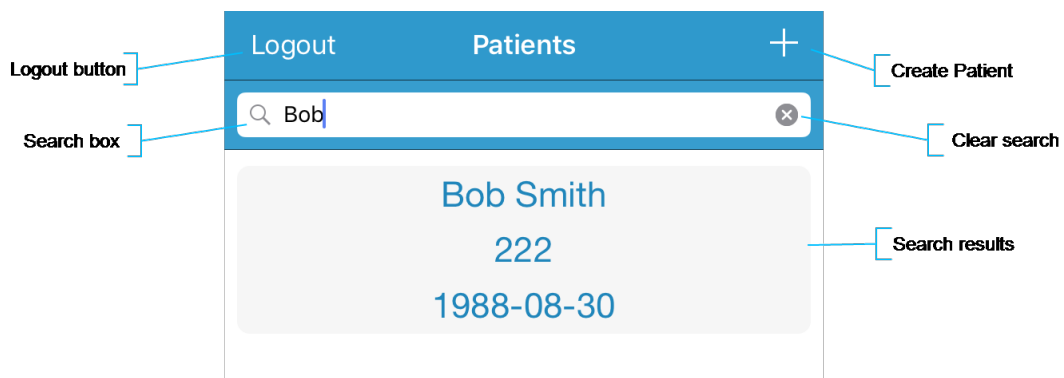 Logout
Patients
Logout button
Create Patient
Bob
Search box
Clear search
Bob Smith
222
Search results
1988-08-30